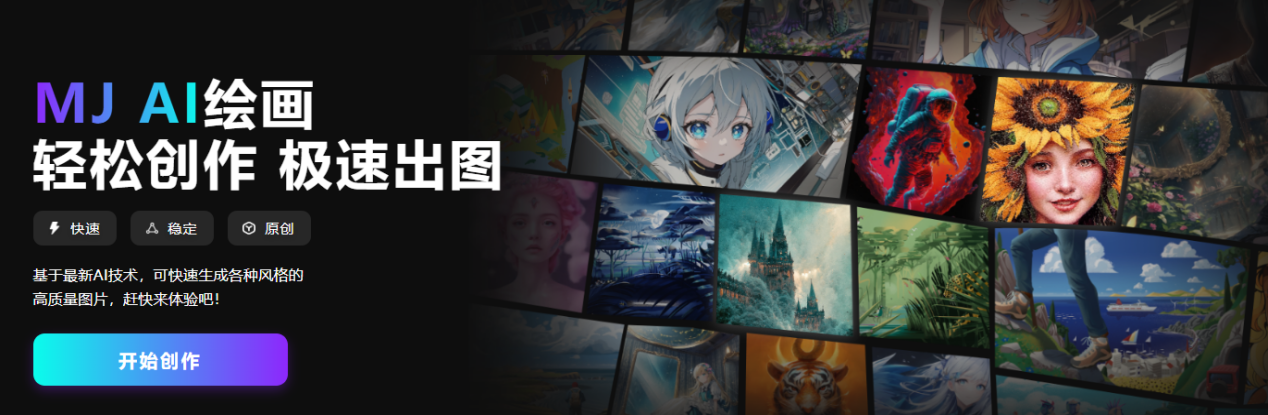 MJ AI绘画
轻松创作 极速出图
快速 稳定 原创
基于最新AI技术，可快速生成各种风格的
高质量图片，赶快来体验吧！
开始创作